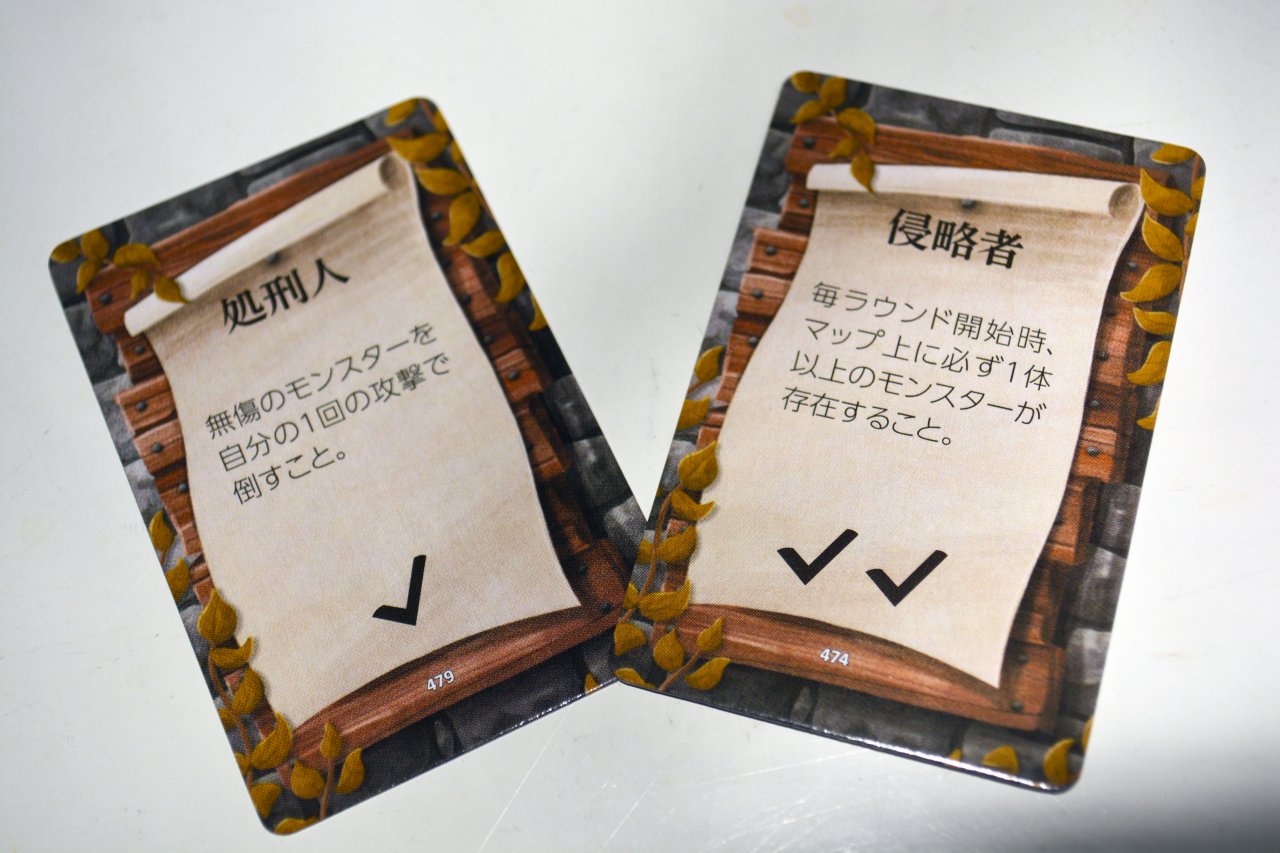 処刑人
無傷のモンスターを
自分の1回の攻撃で
倒すこと。
479
侵略者
毎ラウンド開始時、
マップ上に必ず1体
以上のモンスターが
存在すること。
474